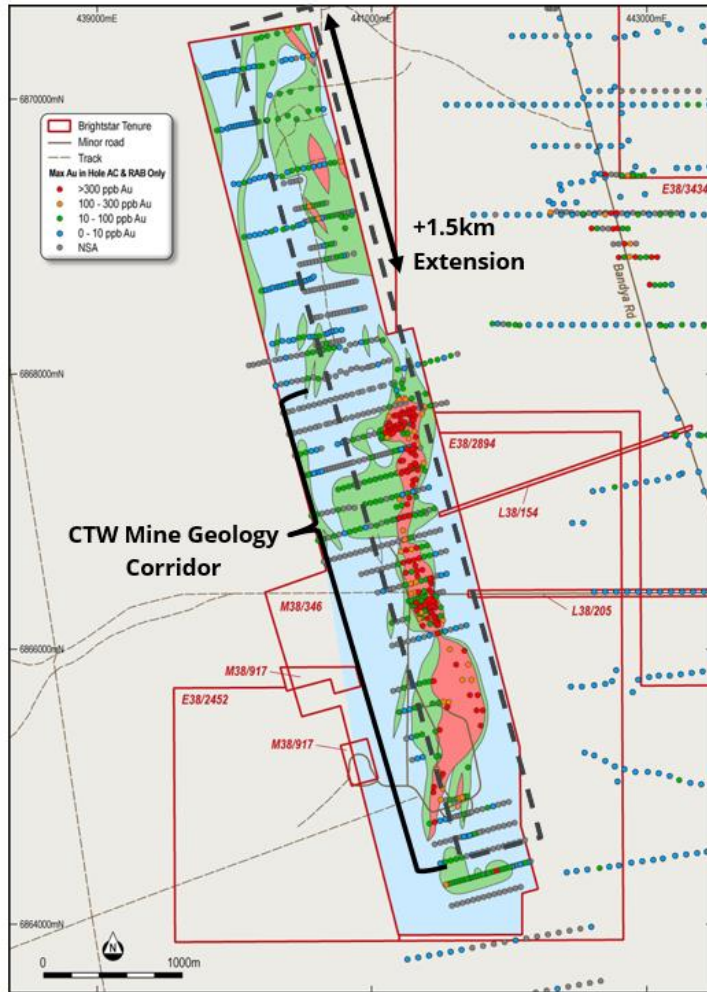 439000mE
441000mE
443000mE
6870000mN
Brightstar Tenure
Minor road
Track
Max Au in Hole AC & RAB Only
>300 ppb Au
100 - 300 ppb Au
10 - 100 ppb Au
0 - 10 ppb Au
NSA
E38/3434
+1.5km
Extension
Bandya Rd
6868000mN
E38/2894
L38/154
CTW Mine Geology
Corridor
M38/346
L38/205
6866000mN
M38/917
E38/2452
M38/917
6864000mN
N
0
1000m